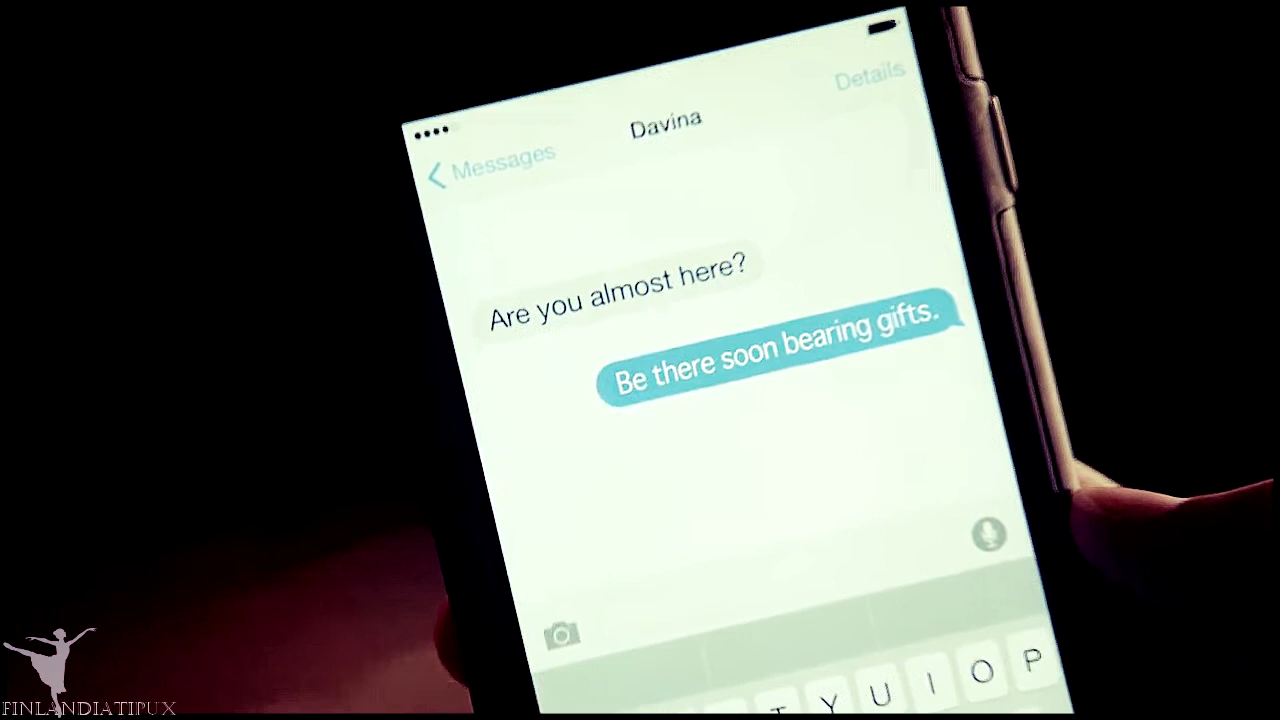 Details
Davina
Messages
Are you almost here?
Be there soon bearing gifts.
T Y U I O P
FINLANDIATIPUX